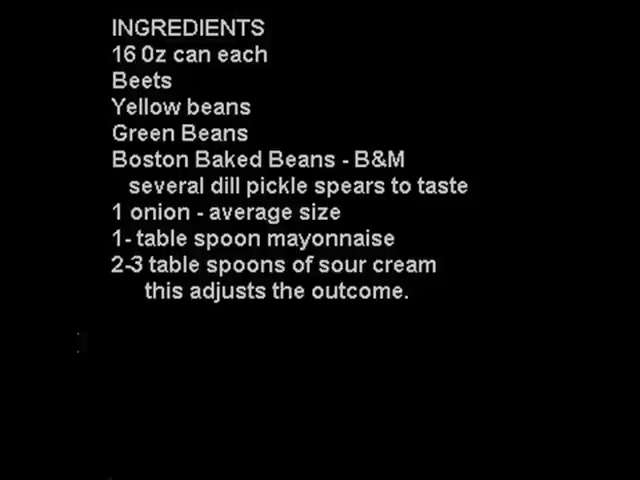 INGREDIENTS
16 0z can each
Beets
Yellow beans
Green Beans
Boston Baked Beans - B&M
several dill pickle spears to taste
1 onion - average size
1- table spoon mayonnaise
2-3 table spoons of sour cream
this adjusts the outcome.